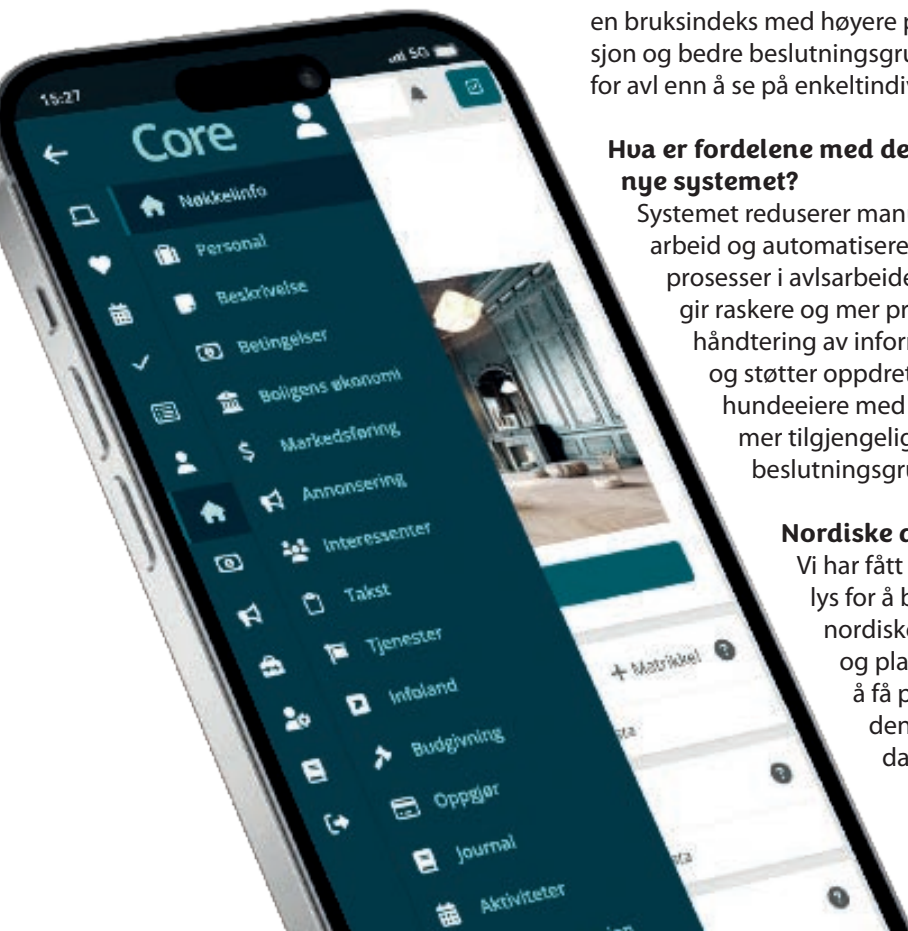 15:27
5G
Core
Nøkkelinfo
Personal
Beskrivelse
Betingelser
Boligens økonomi
Markedsføring
Annonsering
Interessenter
Takst
Tjenester
Infoland
Budgivning
Oppgjør
Journal
Aktiviteter
+ Matrikkel
en bruksindeks med høyere p
sjon og bedre beslutningsgru
for avl enn å se på enkeltindiv
Hva er fordelene med de
nye systemet?
Systemet reduserer manu
arbeid og automatisere
prosesser i avlsarbeide
gir raskere og mer pr
håndtering av inform
og støtter oppdret
hundeeiere med
mer tilgjengelig
beslutningsgru
Nordiske d
Vi har fått
lys for å b
nordiske
og pla
å få p
den
da